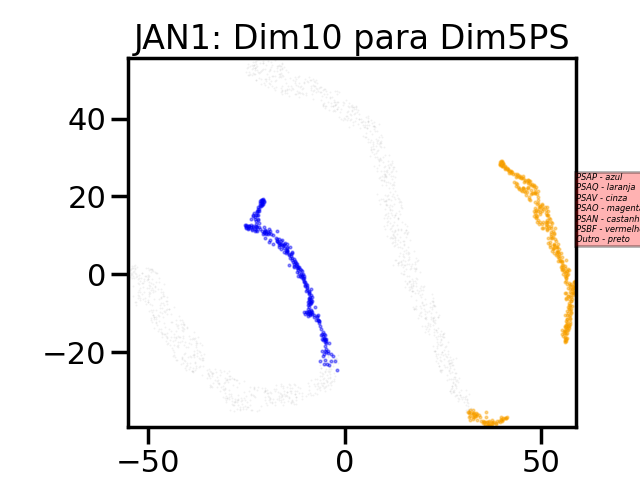 JAN1: Dim10 para Dim5PS
40
20
0
−20
−50
0
50
PSAP - azul
PSAQ - laranja
PSAV - cinza
PSAO - magent
PSAN - castanh
PSBF - vermelh
Outro - preto